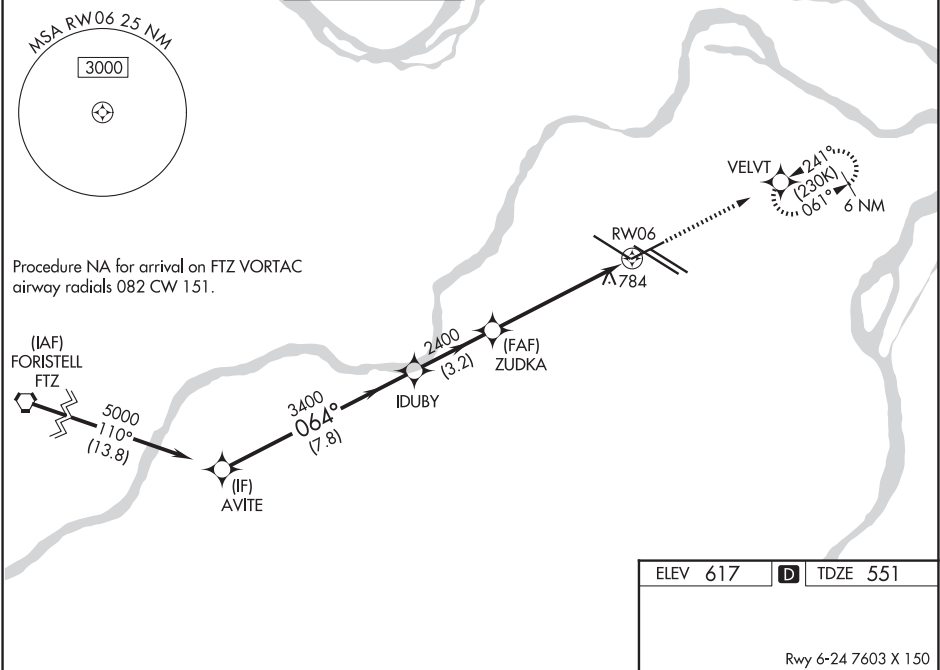 MSA RW06 25 NM
3000
VELVT
241°
(230K)
061°
6 NM
RW06
784
Procedure NA for arrival on FTZ VORTAC
airway radials 082 CW 151.
(IAF)
FORISTELL
FTZ
5000
110°
(13.8)
3400
064°
(7.8)
2400
(3.2)
(FAF)
ZUDKA
IDUBY
(IF)
AVITE
ELEV 617 D TDZE 551
Rwy 6-24 7603 X 150